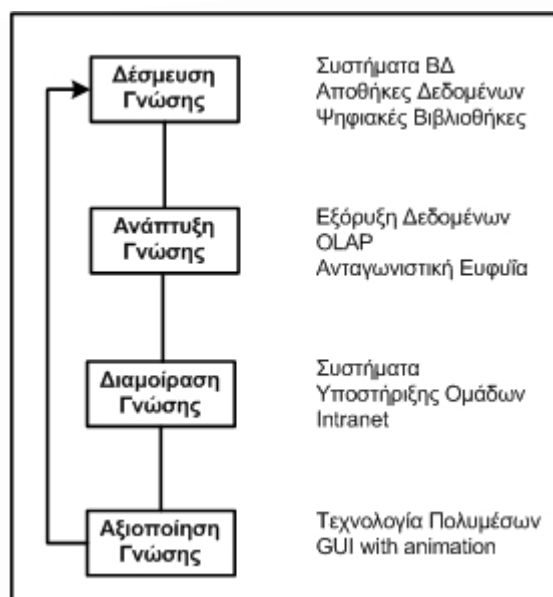 Δέσμευση
Γνώσης
Συστήματα ΒΔ
Αποθήκες Δεδομένων
Ψηφιακές Βιβλιοθήκες
Ανάπτυξη
Γνώσης
Εξόρυξη Δεδομένων
OLAP
Ανταγωνιστική Ευφυΐα
Διαμοίραση
Γνώσης
Συστήματα
Υποστήριξης Ομάδων
Intranet
Αξιοποίηση
Γνώσης
Τεχνολογία Πολυμέσων
GUI with animation